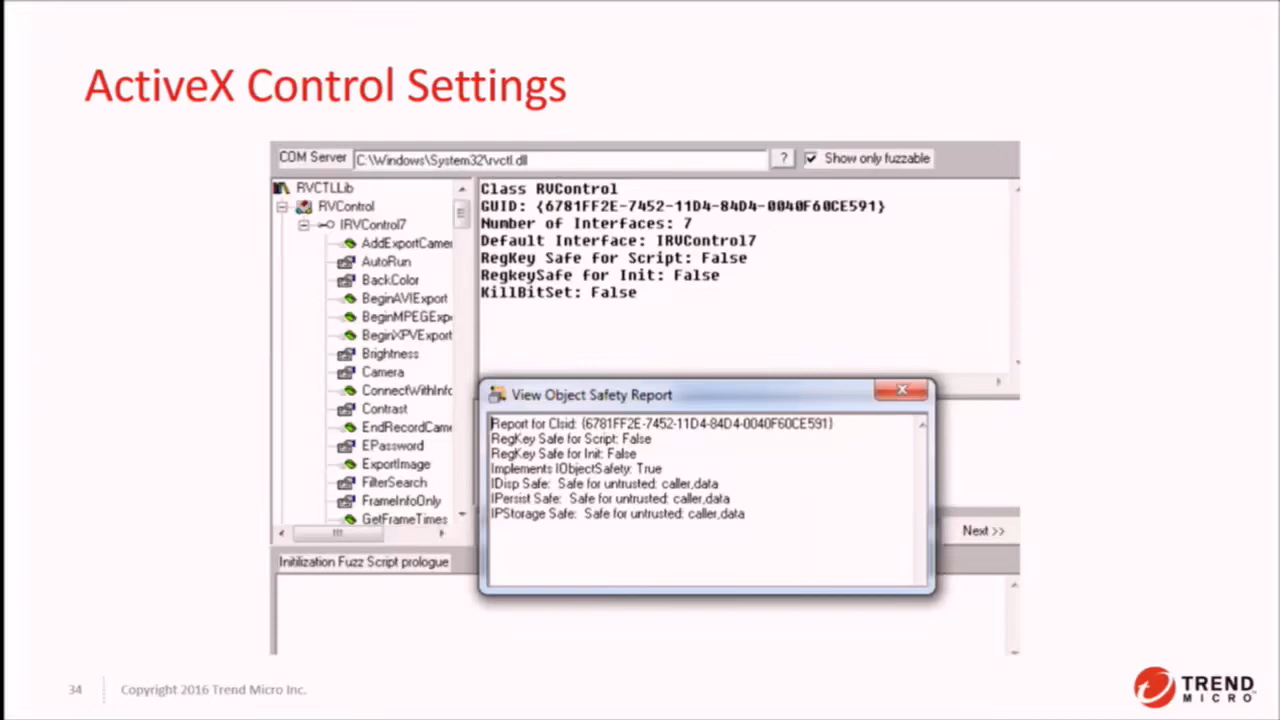 ActiveX Control Settings
COM Server
C:\Windows\System32\rvctl.dll
?
Show only fuzzable
RVCTLLib
RVControl
IRVControl7
AddExportCame
AutoRun
BackColor
BeginAVIExport
BeginMPEGExp
BeginXPVExport
Brightness
Camera
ConnectWithInfo
Contrast
EndRecordCame
EPassword
ExportImage
FilterSearch
FrameInfoOnly
GetFrameTimes
Class RVControl
GUID: {6781FF2E-7452-11D4-84D4-0040F60CE591}
Number of Interfaces: 7
Default Interface: IRVControl7
RegKey Safe for Script: False
RegkeySafe for Init: False
KillBitSet: False
View Object Safety Report
Report for Clsid: {6781FF2E-7452-11D4-84D4-0040F60CE591}
RegKey Safe for Script: False
RegKey Safe for Init: False
Implements IObjectSafety: True
IDisp Safe:  Safe for untrusted: caller,data
IPersist Safe:  Safe for untrusted: caller,data
IPStorage Safe:  Safe for untrusted: caller,data
Next >>
Initilization Fuzz Script prologue
34
Copyright 2016 Trend Micro Inc.
TREND
MICRO